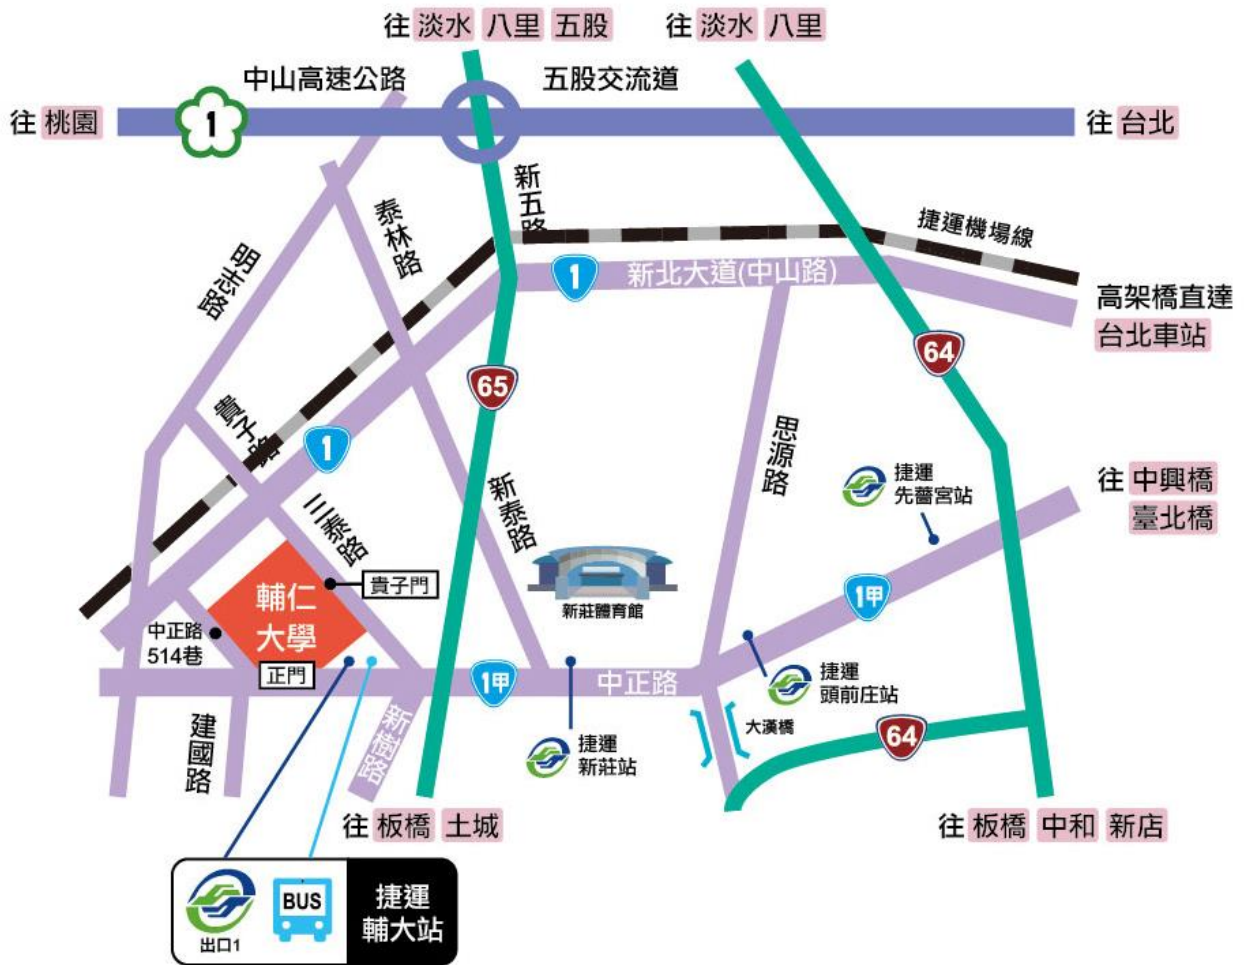 往 淡水 八里 五股
往 淡水 八里
中山高速公路
五股交流道
往 桃園
1
往 台北
新五路
泰林路
明志路
捷運機場線
新北大道(中山路)
1
高架橋直達
台北車站
64
65
貴子路
1
思源路
捷運
先嗇宮站
往 中興橋
臺北橋
新泰路
三泰路
貴子門
輔仁
大學
新莊體育館
1甲
中正路
514巷
正門
1甲
中正路
捷運
頭前庄站
大漢橋
64
建國路
新樹路
捷運
新莊站
往 板橋 土城
往 板橋 中和 新店
BUS
出口1
捷運
輔大站